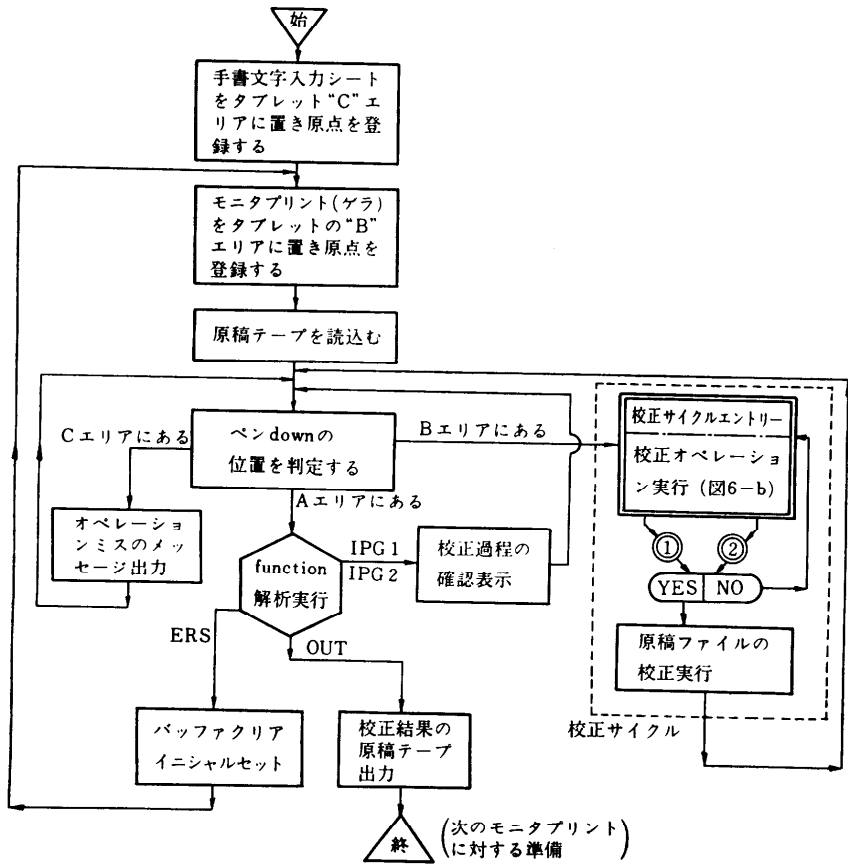 始
手書文字入力シート
をタブレット“C”エ
リアに置き原点を登
録する
モニタプリント(ゲラ)
をタブレットの“B”
エリアに置き原点を
登録する
原稿テープを読込む
Cエリアにある
ペンdownの
位置を判定する
Bエリアにある
Aエリアにある
オペレーショ
ンミスのメッ
セージ出力
function
解析実行
IPG1
IPG2
校正過程の
確認表示
校正サイクルエントリー
校正オペレーショ
ン実行(図6-b)
① ②
YES NO
原稿ファイルの
校正実行
校正サイクル
ERS
OUT
バッファクリア
イニシャルセット
校正結果の
原稿テープ
出力
終
(次のモニタプリント
に対する準備)